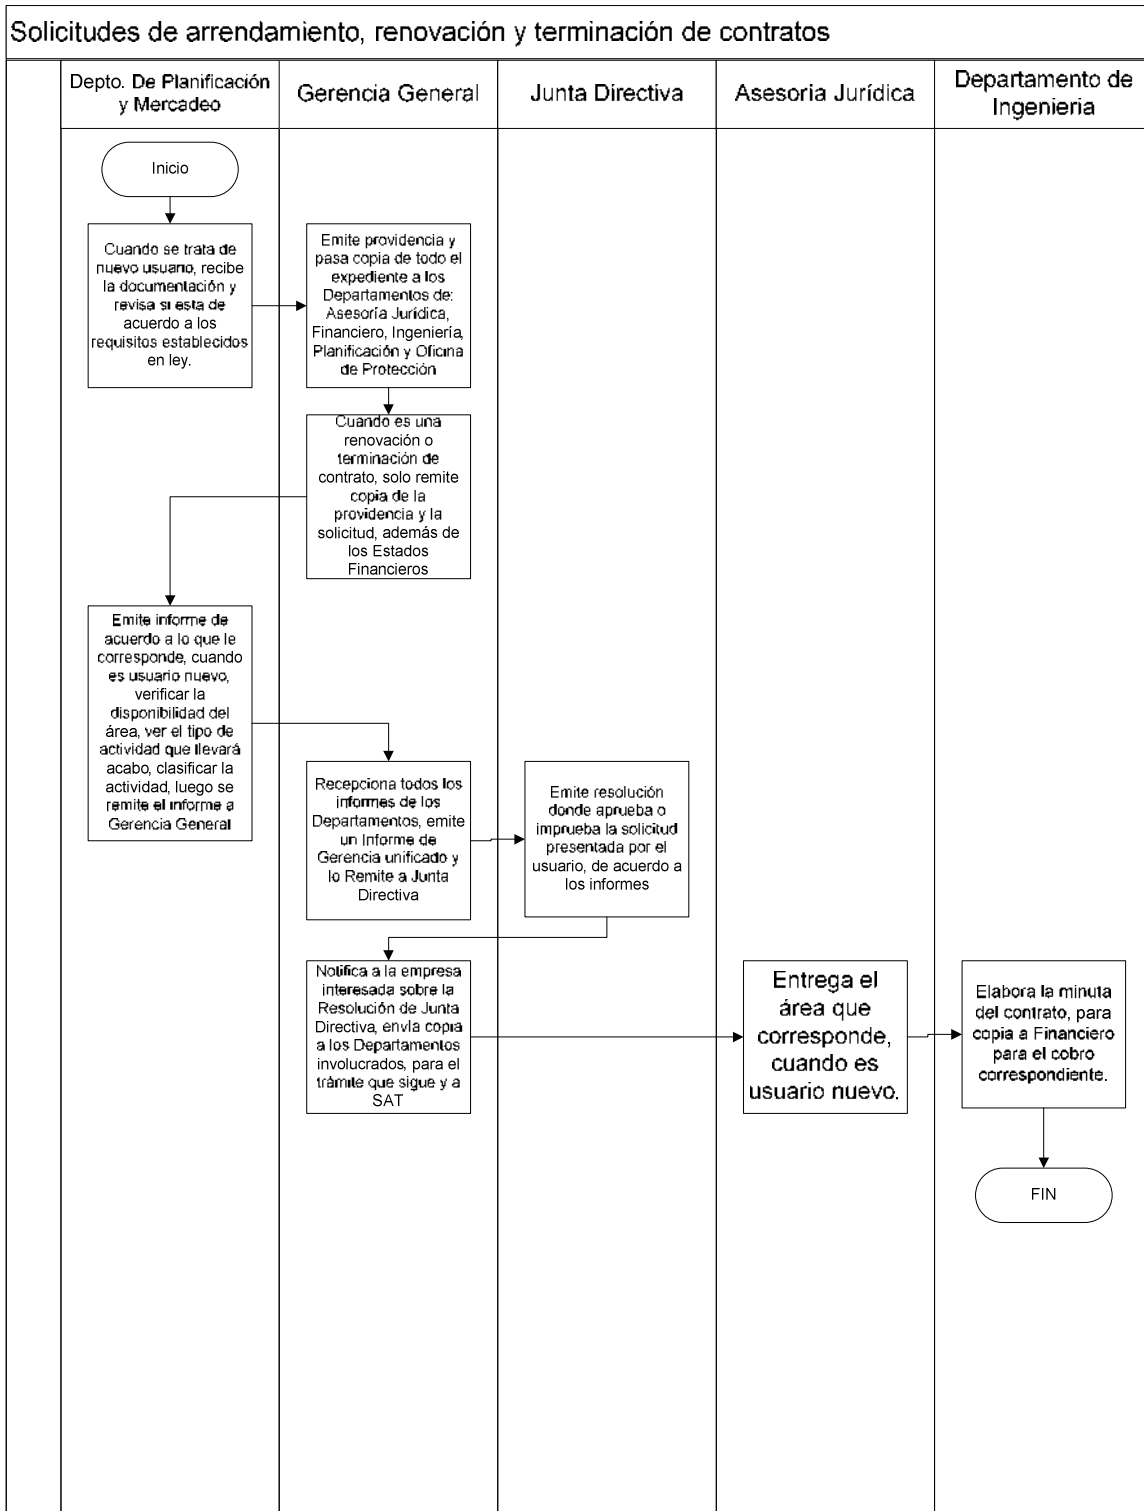 Solicitudes de arrendamiento, renovación y terminación de contratos
Depto. De Planificación
y Mercadeo
Gerencia General
Junta Directiva
Asesoría Jurídica
Departamento de
Ingenieria
Inicio
Cuando se trata de
nuevo usuario, recibe
la documentación y
revisa si esta de
acuerdo a los
requisitos establecidos
en ley.
Emite providencia y
pasa copia de todo el
expediente a los
Departamentos de:
Asesoría Jurídica,
Financiero, Ingeniería,
Planificación y Oficina
de Protección
Cuando es una
renovación o
terminación de
contrato, solo remite
copia de la
providencia y la
solicitud, además de
los Estados
Financieros
Emite informe de
acuerdo a lo que le
corresponde, cuando
es usuario nuevo,
verificar la
disponibilidad del
área, ver el tipo de
actividad que llevará
acabo, clasificar la
actividad, luego se
remite el informe a
Gerencia General
Recepciona todos los
informes de los
Departamentos, emite
un Informe de
Gerencia unificado y
lo Remite a Junta
Directiva
Emite resolución
donde aprueba o
imprueba la solicitud
presentada por el
usuario, de acuerdo a
los informes
Notifica a la empresa
interesada sobre la
Resolución de Junta
Directiva, envía copia
a los Departamentos
involucrados, para el
trámite que sigue y a
SAT
Entrega el
área que
corresponde,
cuando es
usuario nuevo.
Elabora la minuta
del contrato, para
copia a Financiero
para el cobro
correspondiente.
FIN